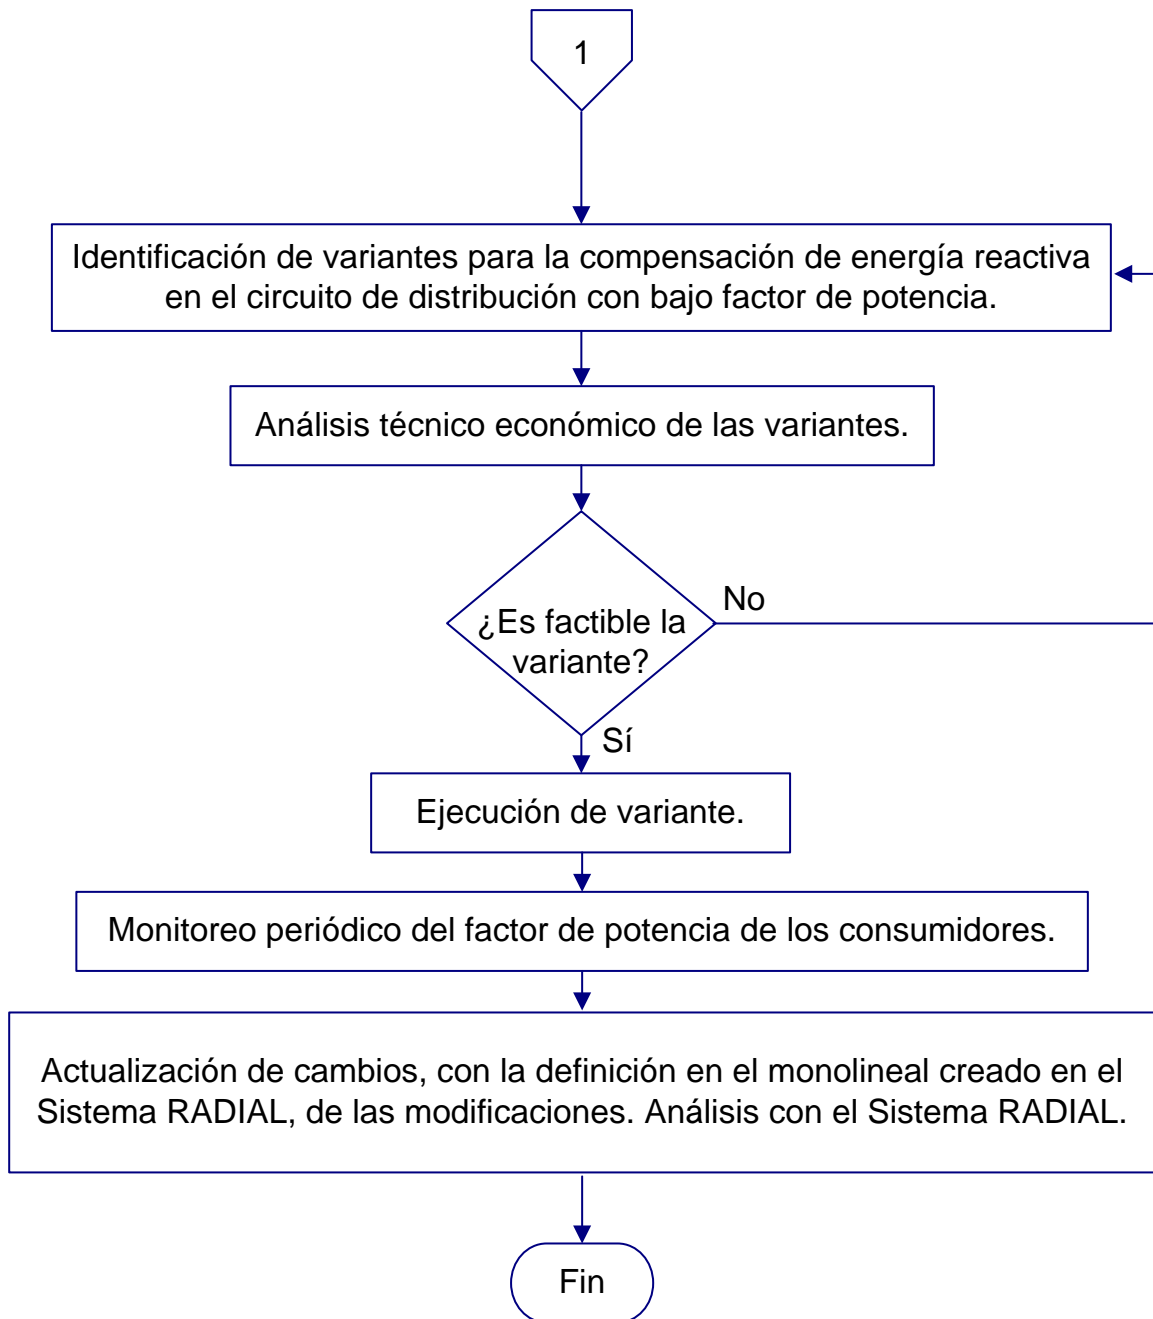 1
Identificación de variantes para la compensación de energía reactiva
en el circuito de distribución con bajo factor de potencia.
Análisis técnico económico de las variantes.
¿Es factible la
variante?
No
Sí
Ejecución de variante.
Monitoreo periódico del factor de potencia de los consumidores.
Actualización de cambios, con la definición en el monolineal creado en el
Sistema RADIAL, de las modificaciones. Análisis con el Sistema RADIAL.
Fin